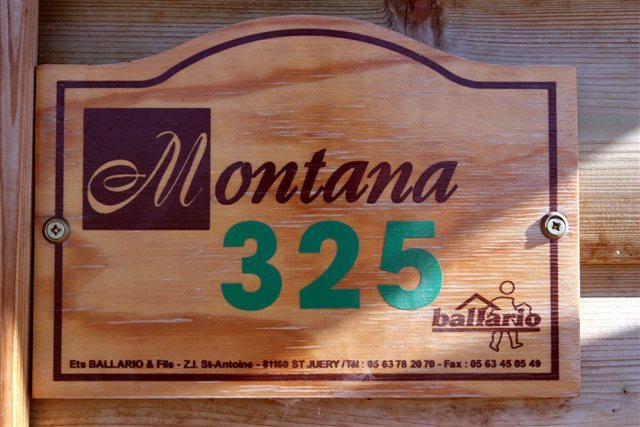 Montana
325
ballario
Ets BALLARIO & Fils - Z.I. St-Antoine - 81160 ST JUERY /Tél : 05 63 78 20 70 - Fax : 05 63 45 05 49